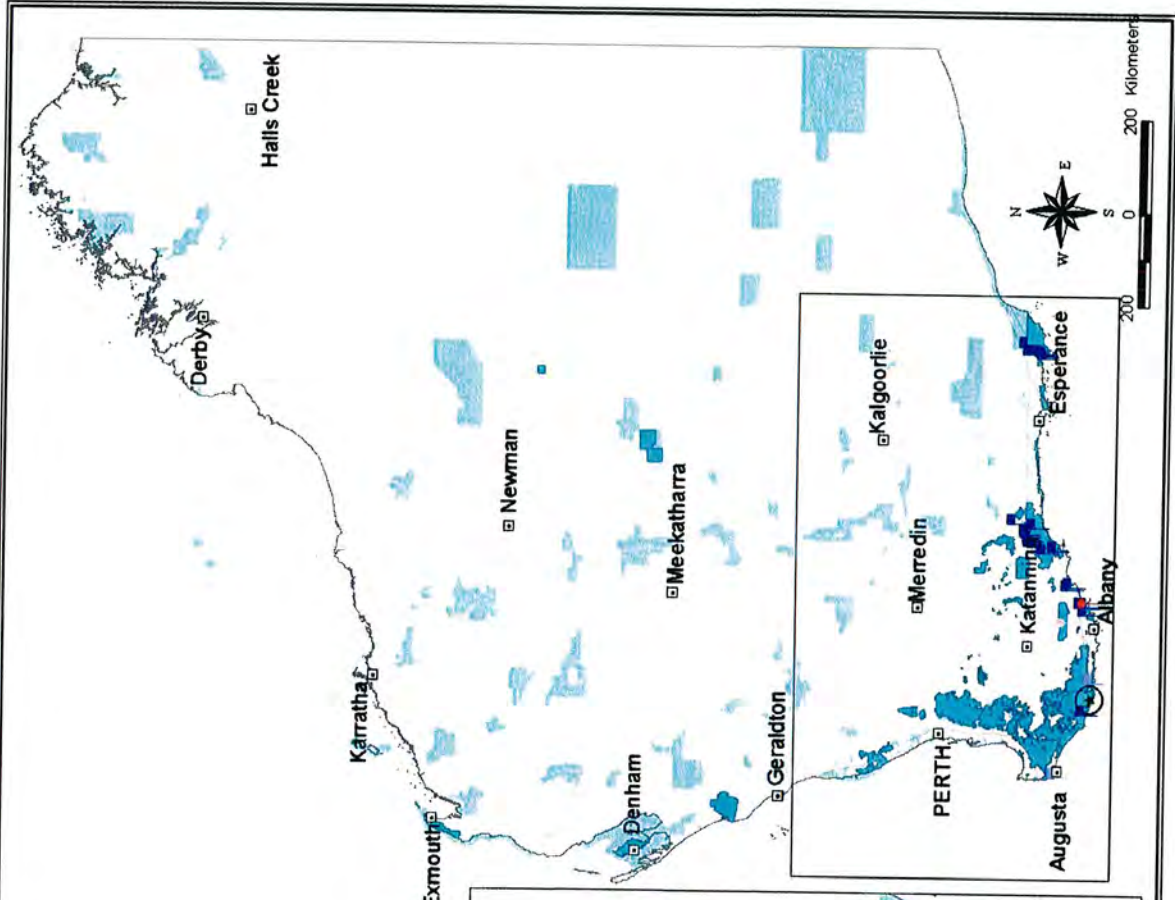 Halls Creek
Derby
Newman
Karratha
Exmouth
Meekatharra
Denham
Geraldton
Kalgoorlie
Merredin
PERTH
Esperance
Albany
Augusta
N
E
S
W
200 0 200 Kilometers